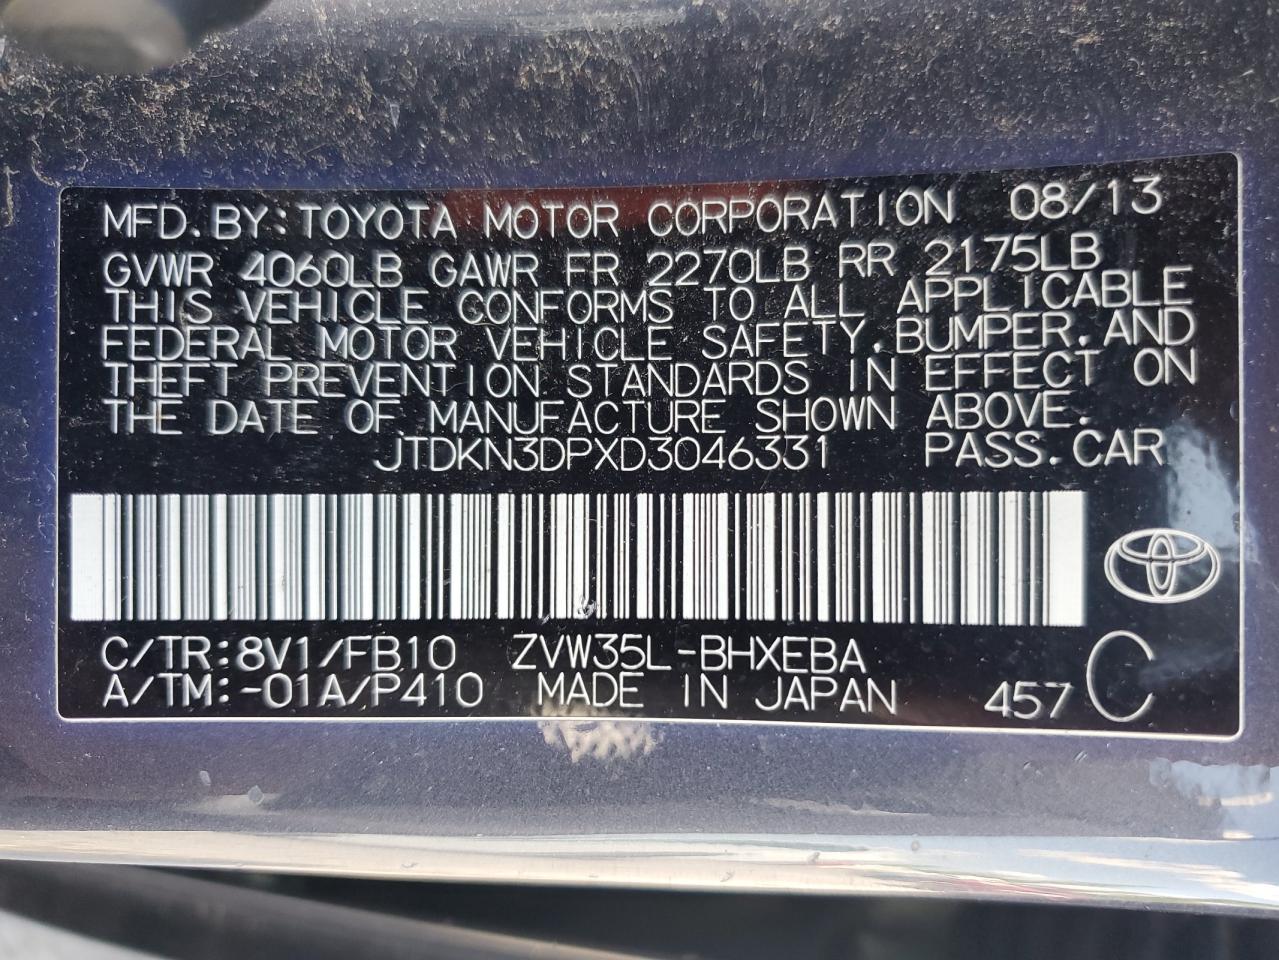 MFD.BY:TOYOTA MOTOR CORPORATION 08/13
GVWR 4060LB GAWR FR 2270LB RR 2175LB
THIS VEHICLE CONFORMS TO ALL APPLICABLE
FEDERAL MOTOR VEHICLE SAFETY,BUMPER,AND
THEFT PREVENTION STANDARDS IN EFFECT ON
THE DATE OF MANUFACTURE SHOWN ABOVE.
JTDKN3DPXD3046331 PASS.CAR
C/TR:8V1/FB10 ZVW35L-BHXEBA
A/TM:-01A/P410 MADE IN JAPAN 457 C